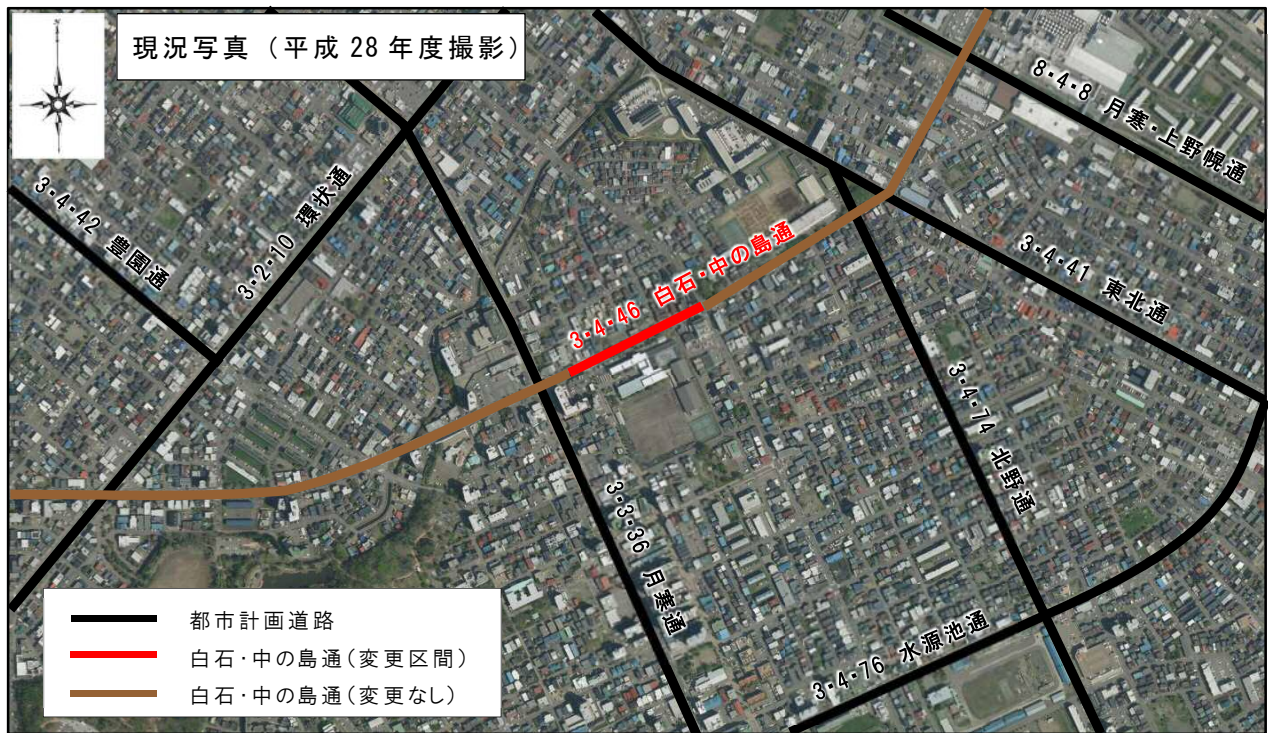 現況写真（平成28年度撮影）
N
8・4・8 月寒・上野幌通
3・4・42 豊園通
3・2・10 環状通
3・4・46 白石・中の島通
3・4・41 東北通
3・4・74 北野通
3・3・36 月寒通
3・4・76 水源池通
都市計画道路
白石・中の島通（変更区間）
白石・中の島通（変更なし）